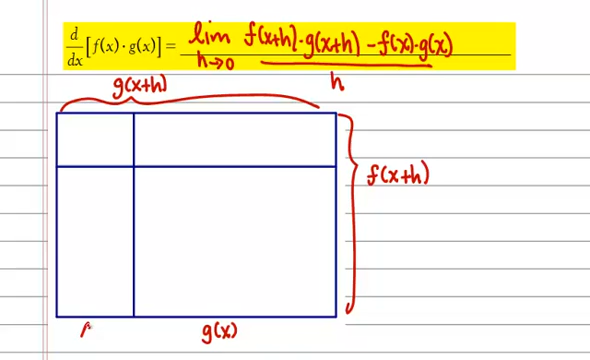 d/dx [f(x)·g(x)] = lim h→0 f(x+h)·g(x+h) − f(x)·g(x) / h
g(x+h)
f(x+h)
g(x)